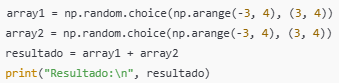 array1 = np.random.choice(np.arange(-3, 4), (3, 4))
array2 = np.random.choice(np.arange(-3, 4), (3, 4))
resultado = array1 + array2
print("Resultado:\n", resultado)